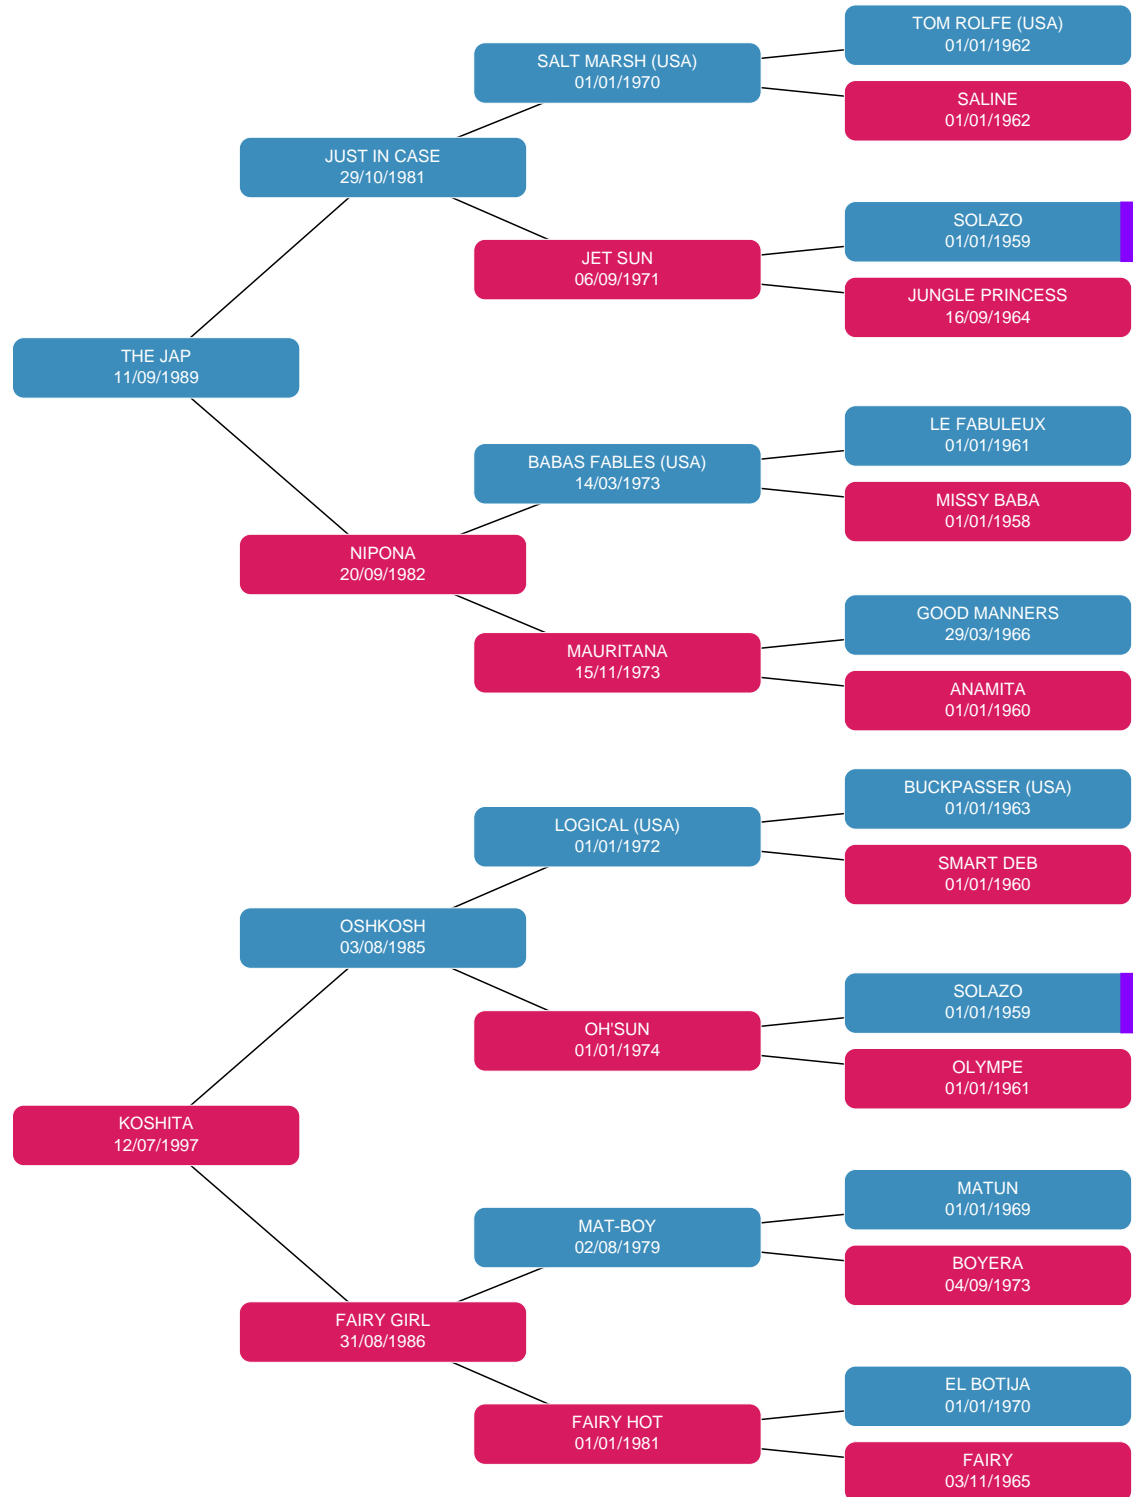 TOM ROLFE (USA)
01/01/1962
SALT MARSH (USA)
01/01/1970
SALINE
01/01/1962
JUST IN CASE
29/10/1981
SOLAZO
01/01/1959
JET SUN
06/09/1971
JUNGLE PRINCESS
16/09/1964
THE JAP
11/09/1989
LE FABULEUX
01/01/1961
BABAS FABLES (USA)
14/03/1973
MISSY BABA
01/01/1958
NIPONA
20/09/1982
GOOD MANNERS
29/03/1966
MAURITANA
15/11/1973
ANAMITA
01/01/1960
BUCKPASSER (USA)
01/01/1963
LOGICAL (USA)
01/01/1972
SMART DEB
01/01/1960
OSHKOSH
03/08/1985
SOLAZO
01/01/1959
OH'SUN
01/01/1974
OLYMPE
01/01/1961
KOSHITA
12/07/1997
MATUN
01/01/1969
MAT-BOY
02/08/1979
BOYERA
04/09/1973
FAIRY GIRL
31/08/1986
EL BOTIJA
01/01/1970
FAIRY HOT
01/01/1981
FAIRY
03/11/1965